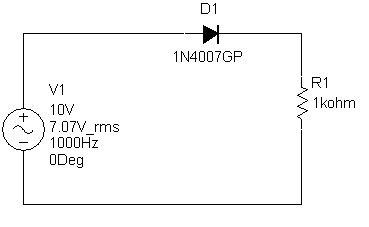 D1
1N4007GP
V1
10V
7.07V_rms
1000Hz
0Deg
R1
1kohm